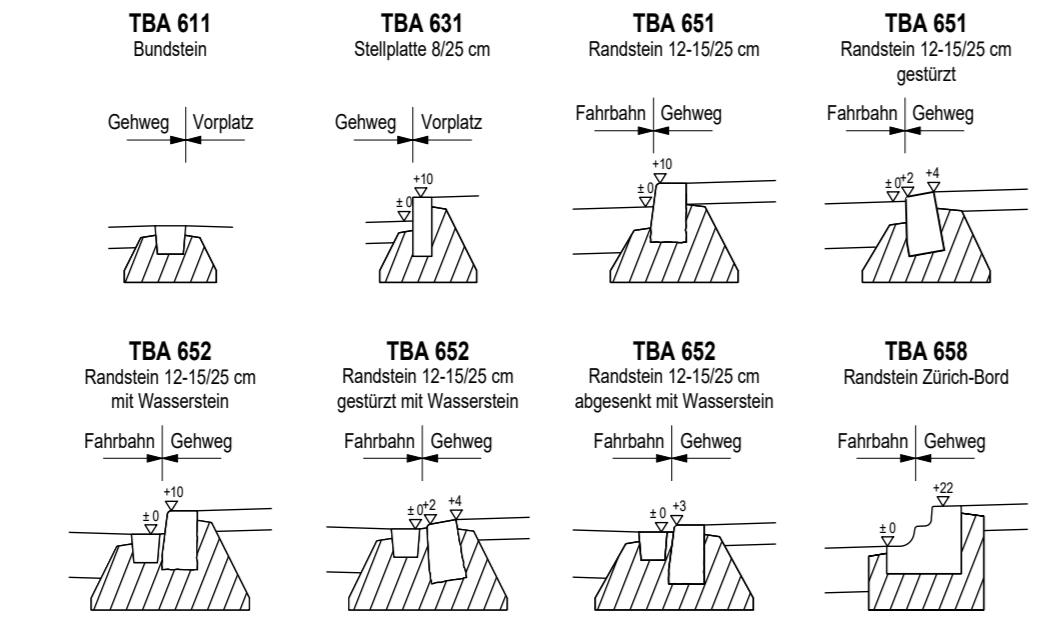 TBA 611
Bundstein
Gehweg Vorplatz
TBA 631
Stellplatte 8/25 cm
Gehweg Vorplatz
+10
± 0
TBA 651
Randstein 12-15/25 cm
Fahrbahn Gehweg
+10
± 0
TBA 651
Randstein 12-15/25 cm
gestürzt
Fahrbahn Gehweg
± 0 +2 +4
TBA 652
Randstein 12-15/25 cm
mit Wasserstein
Fahrbahn Gehweg
+10
± 0
TBA 652
Randstein 12-15/25 cm
gestürzt mit Wasserstein
Fahrbahn Gehweg
± 0 +2 +4
TBA 652
Randstein 12-15/25 cm
abgesenkt mit Wasserstein
Fahrbahn Gehweg
± 0 +3
TBA 658
Randstein Zürich-Bord
Fahrbahn Gehweg
+22
± 0